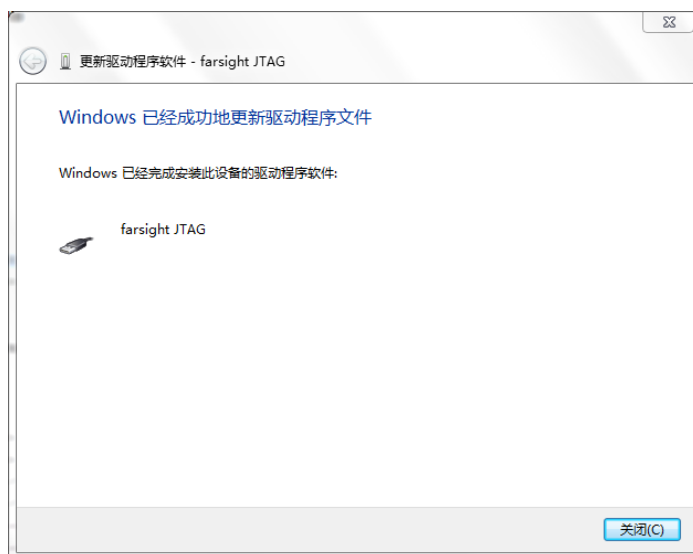 更新驱动程序软件 - farsight JTAG
Windows 已经成功地更新驱动程序文件
Windows 已经完成安装此设备的驱动程序软件:
farsight JTAG
关闭(C)